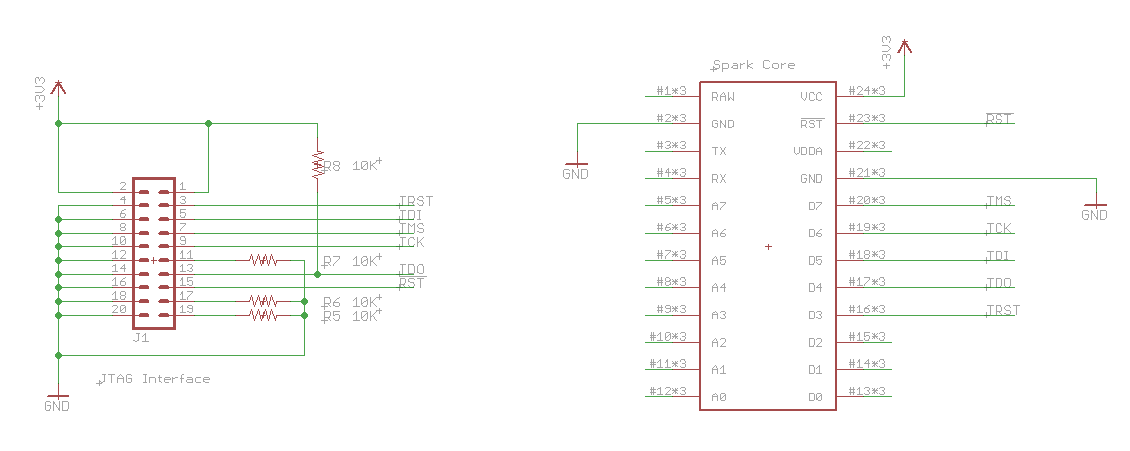 +3V3
2 1
4 3 TRST
6 5 TDI
8 7 TMS
10 9 TCK
12 11 R7 10K
14 13 TDO
16 15 RST
18 17 R6 10K
20 19 R5 10K
R8 10K
J1
JTAG Interface
GND
Spark Core
+3V3
#1*3 RAW VCC #24*3
#2*3 GND RST #23*3 RST
#3*3 TX VDDA #22*3
#4*3 RX GND #21*3
#5*3 A7 D7 #20*3 TMS
#6*3 A6 D6 #19*3 TCK
#7*3 A5 D5 #18*3 TDI
#8*3 A4 D4 #17*3 TDO
#9*3 A3 D3 #16*3 TRST
#10*3 A2 D2 #15*3
#11*3 A1 D1 #14*3
#12*3 A0 D0 #13*3
GND
GND